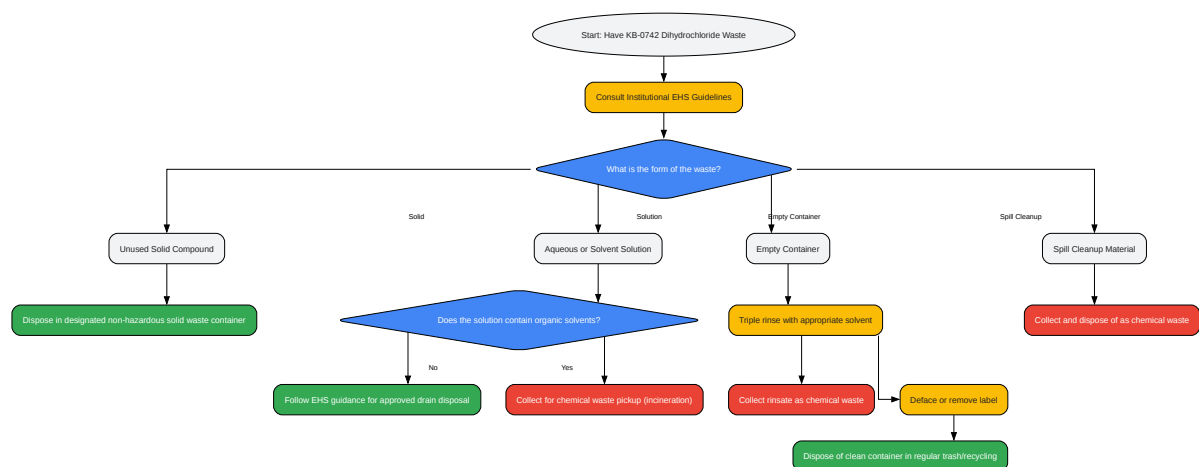 Start: Have KB-0742 Dihydrochloride Waste
Consult Institutional EHS Guidelines
What is the form of the waste?
Solid
Solution
Empty Container
Spill Cleanup
Unused Solid Compound
Aqueous or Solvent Solution
Empty Container
Spill Cleanup Material
Dispose in designated non-hazardous solid waste container
Does the solution contain organic solvents?
Triple rinse with appropriate solvent
Collect and dispose of as chemical waste
No
Yes
Follow EHS guidance for approved drain disposal
Collect for chemical waste pickup (incineration)
Collect rinsate as chemical waste
Deface or remove label
Dispose of clean container in regular trash/recycling